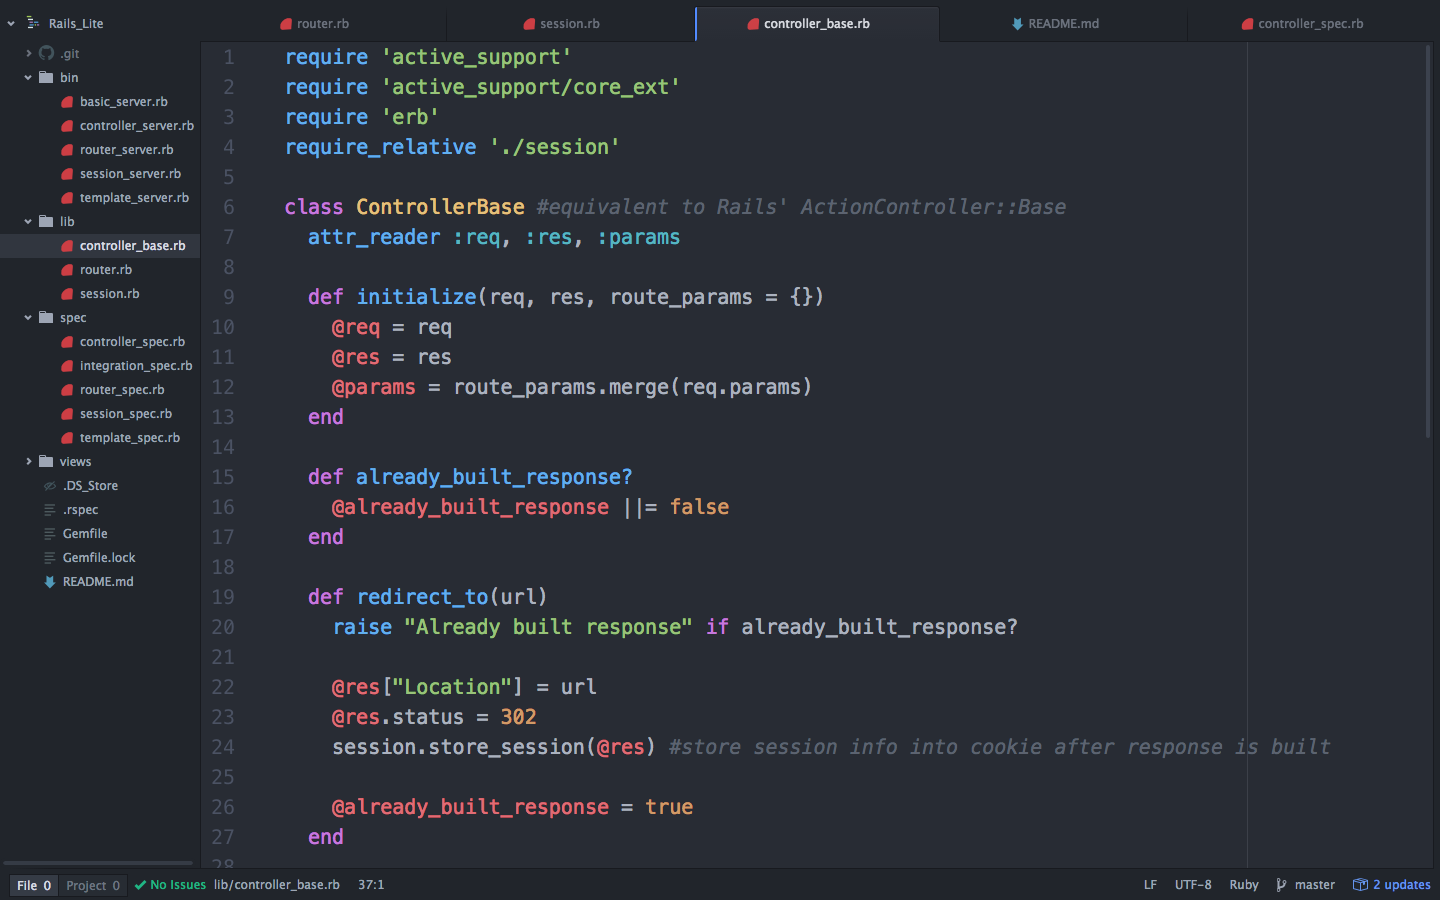 Rails_Lite
.git
bin
basic_server.rb
controller_server.rb
router_server.rb
session_server.rb
template_server.rb
lib
controller_base.rb
router.rb
session.rb
spec
controller_spec.rb
integration_spec.rb
router_spec.rb
session_spec.rb
template_spec.rb
views
.DS_Store
.rspec
Gemfile
Gemfile.lock
README.md
router.rb
session.rb
controller_base.rb
README.md
controller_spec.rb
1 require 'active_support'
2 require 'active_support/core_ext'
3 require 'erb'
4 require_relative './session'
5
6 class ControllerBase #equivalent to Rails' ActionController::Base
7   attr_reader :req, :res, :params
8
9   def initialize(req, res, route_params = {})
10     @req = req
11     @res = res
12     @params = route_params.merge(req.params)
13   end
14
15   def already_built_response?
16     @already_built_response ||= false
17   end
18
19   def redirect_to(url)
20     raise "Already built response" if already_built_response?
21
22     @res["Location"] = url
23     @res.status = 302
24     session.store_session(@res) #store session info into cookie after response is built
25
26     @already_built_response = true
27   end
28
File 0 Project 0 No Issues lib/controller_base.rb 37:1 LF UTF-8 Ruby master 2 updates